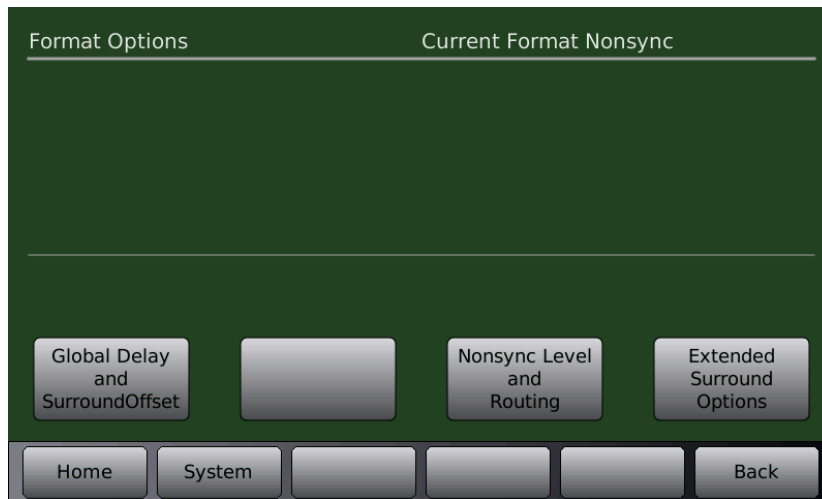 Format Options
Current Format Nonsync
Global Delay
and
SurroundOffset
Nonsync Level
and
Routing
Extended
Surround
Options
Home
System
Back